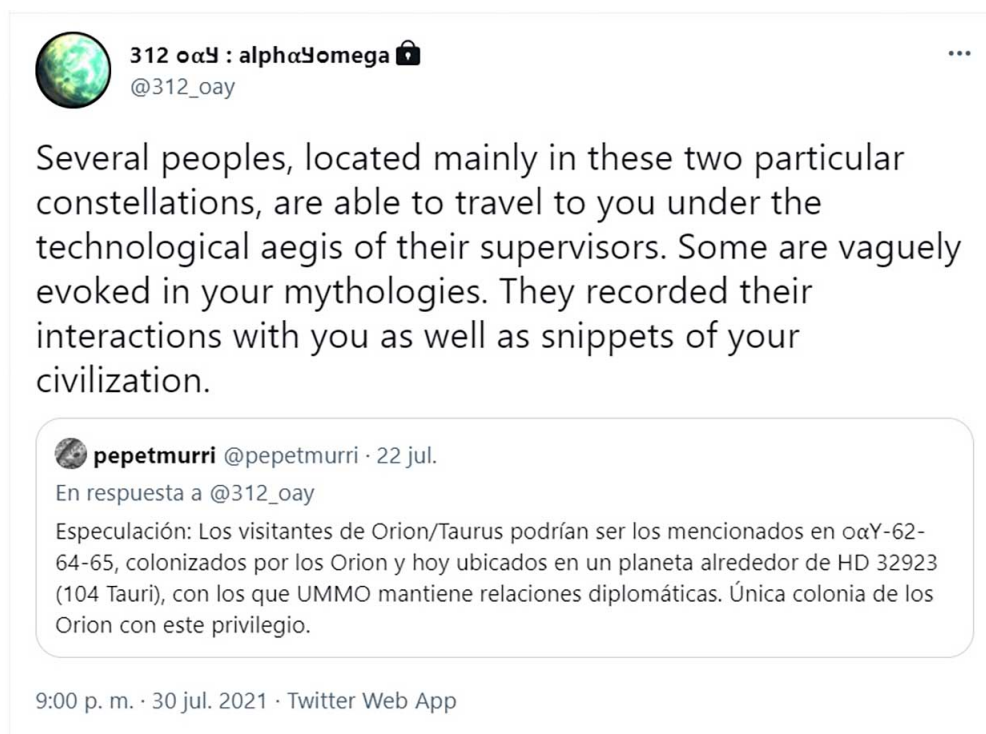 312 oαY : alphαYomega
@312_oay
Several peoples, located mainly in these two particular
constellations, are able to travel to you under the
technological aegis of their supervisors. Some are vaguely
evoked in your mythologies. They recorded their
interactions with you as well as snippets of your
civilization.
pepetmurri @pepetmurri · 22 jul.
En respuesta a @312_oay
Especulación: Los visitantes de Orion/Taurus podrían ser los mencionados en oαY-62-
64-65, colonizados por los Orion y hoy ubicados en un planeta alrededor de HD 32923
(104 Tauri), con los que UMMO mantiene relaciones diplomáticas. Única colonia de los
Orion con este privilegio.
9:00 p. m. · 30 jul. 2021 · Twitter Web App